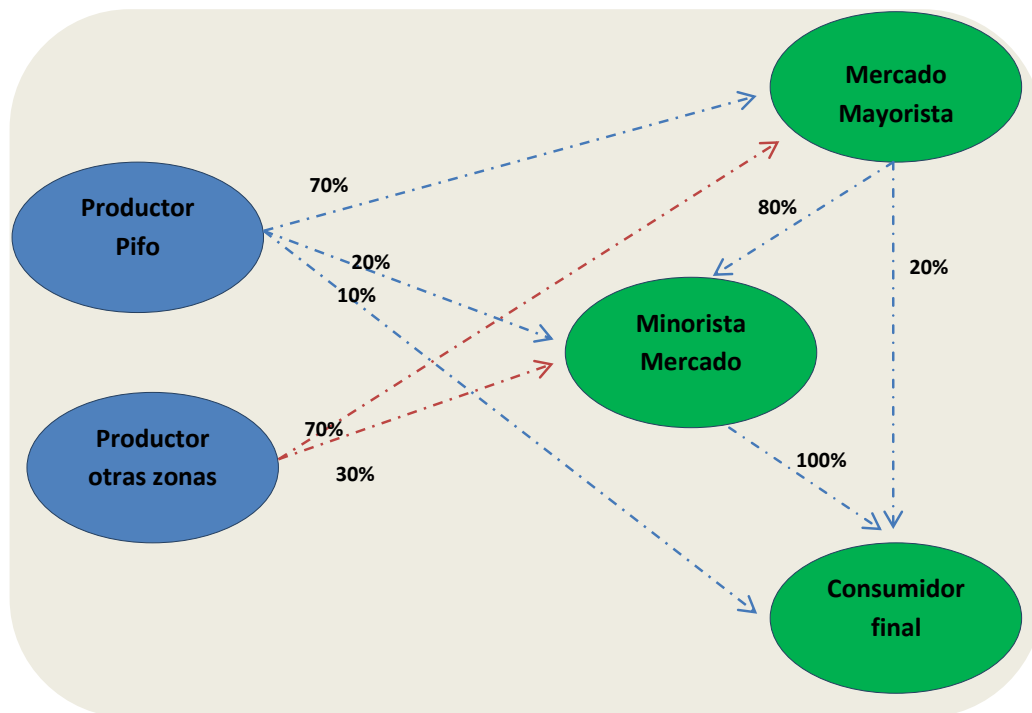 Mercado
Mayorista
70%
Productor
Pifo
80%
20%
20%
10%
Minorista
Mercado
70%
30%
Productor
otras zonas
100%
Consumidor
final